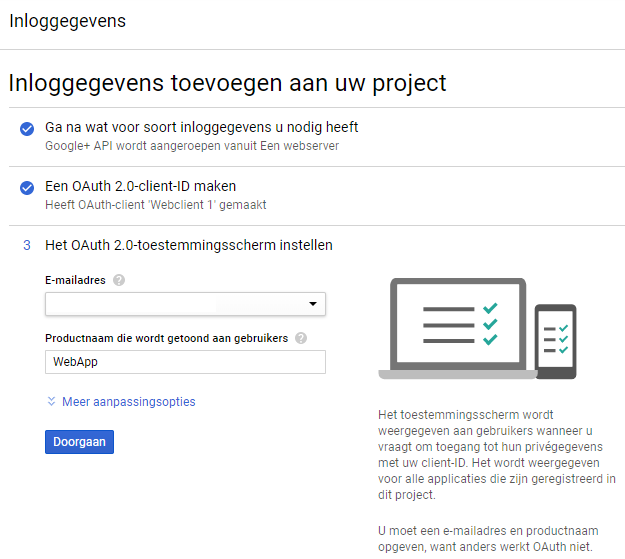 Inloggegevens
Inloggegevens toevoegen aan uw project
Ga na wat voor soort inloggegevens u nodig heeft
Google+ API wordt aangeroepen vanuit Een webserver
Een OAuth 2.0-client-ID maken
Heeft OAuth-client 'Webclient 1' gemaakt
3 Het OAuth 2.0-toestemmingsscherm instellen
E-mailadres ?
Productnaam die wordt getoond aan gebruikers ?
WebApp
Meer aanpassingsopties
Doorgaan
Het toestemmingsscherm wordt
weergegeven aan gebruikers wanneer u
vraagt om toegang tot hun privégegevens
met uw client-ID. Het wordt weergegeven
voor alle applicaties die zijn geregistreerd in
dit project.
U moet een e-mailadres en productnaam
opgeven, want anders werkt OAuth niet.